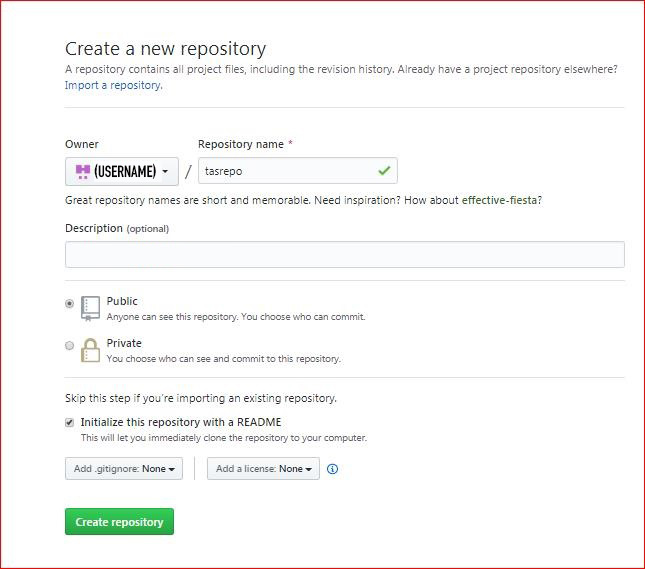 Create a new repository
A repository contains all project files, including the revision history. Already have a project repository elsewhere?
Import a repository.
Owner
Repository name *
(USERNAME) / tasrepo
Great repository names are short and memorable. Need inspiration? How about effective-fiesta?
Description (optional)
Public
Anyone can see this repository. You choose who can commit.
Private
You choose who can see and commit to this repository.
Skip this step if you're importing an existing repository.
Initialize this repository with a README
This will let you immediately clone the repository to your computer.
Add .gitignore: None
Add a license: None
Create repository